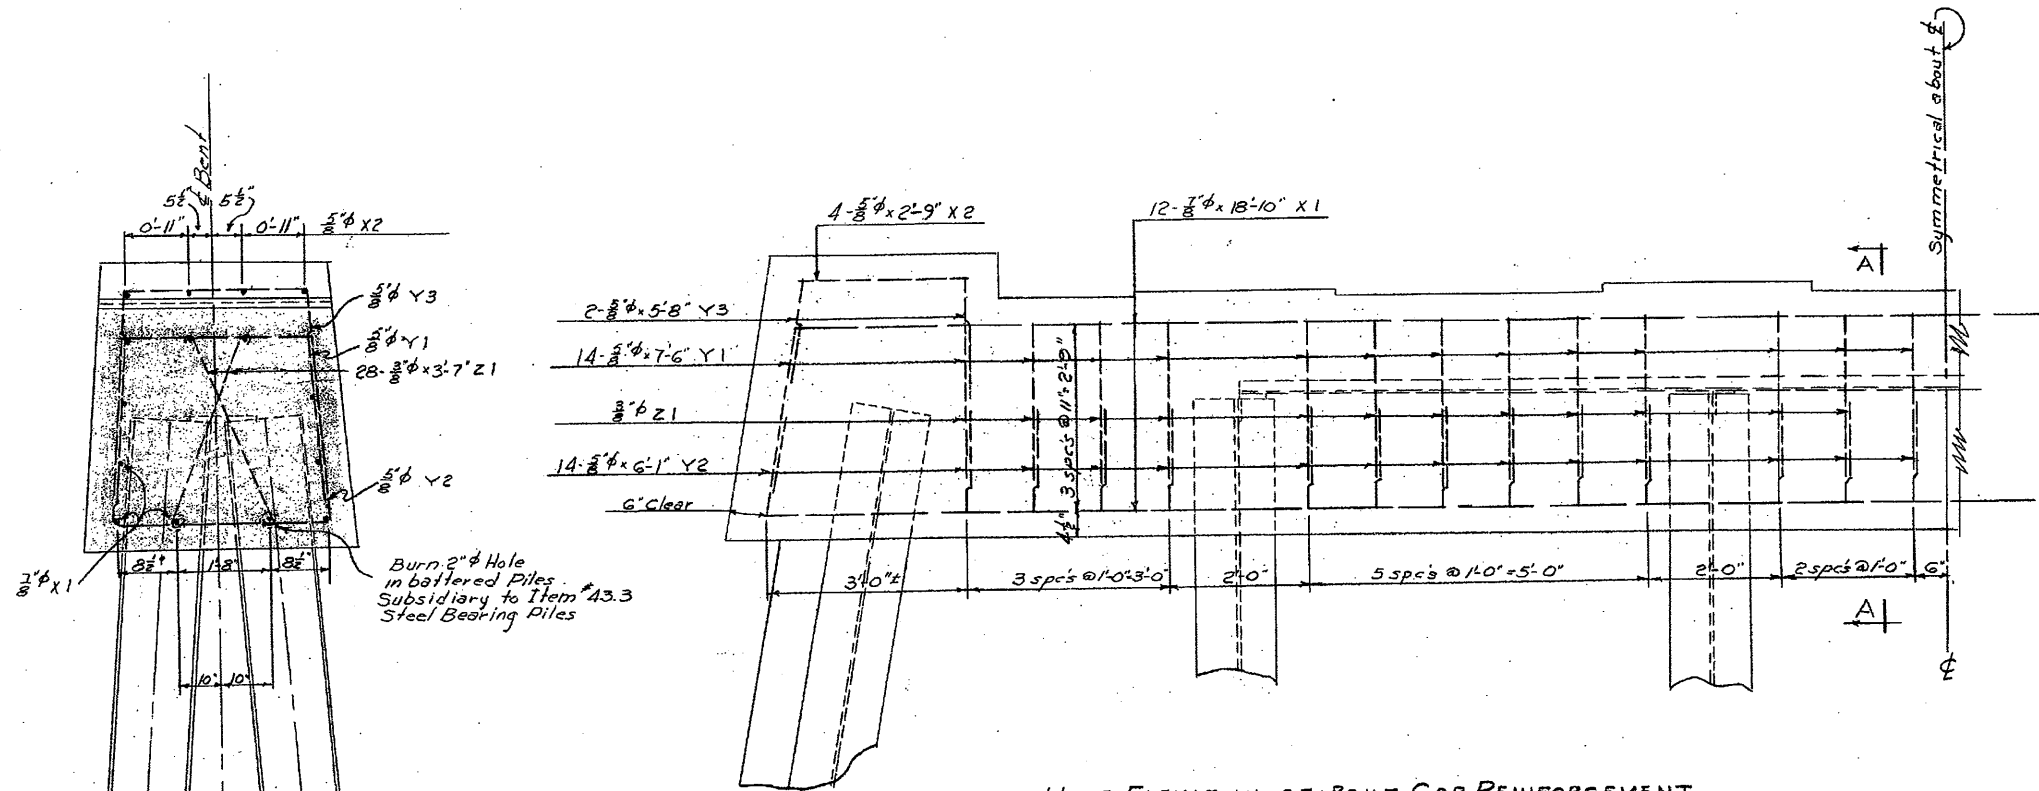 ℄ Bent
5½" 5½"
0'-11" 0'-11" ⅝"φ X2
⅝"φ Y3
⅝"φ Y1
28-⅜"φ x 3'-7" Z1
⅝"φ Y2
⅞"φ X1
8½" 1'-8" 8½"
Burn 2"φ Hole
in battered Piles
Subsidiary to Item #43.3
Steel Bearing Piles
10" 10"
4-⅝"φ x 2'-9" X2
12-⅞"φ x 18'-10" X1
2-⅝"φ x 5'-8" Y3
14-⅝"φ x 7'-6" Y1
⅜"φ Z1
14-⅝"φ x 6'-1" Y2
6" Clear
4½" 3 spc's @ 11" = 2'-9"
3'-0"± 3 spc's @ 1'-0"=3'-0" 2'-0" 5 spc's @ 1'-0" = 5'-0" 2'-0" 2 spc's @ 1'-0" 6"
A
A
Symmetrical about ℄
℄
OF BENT CAP REINFORCEMENT